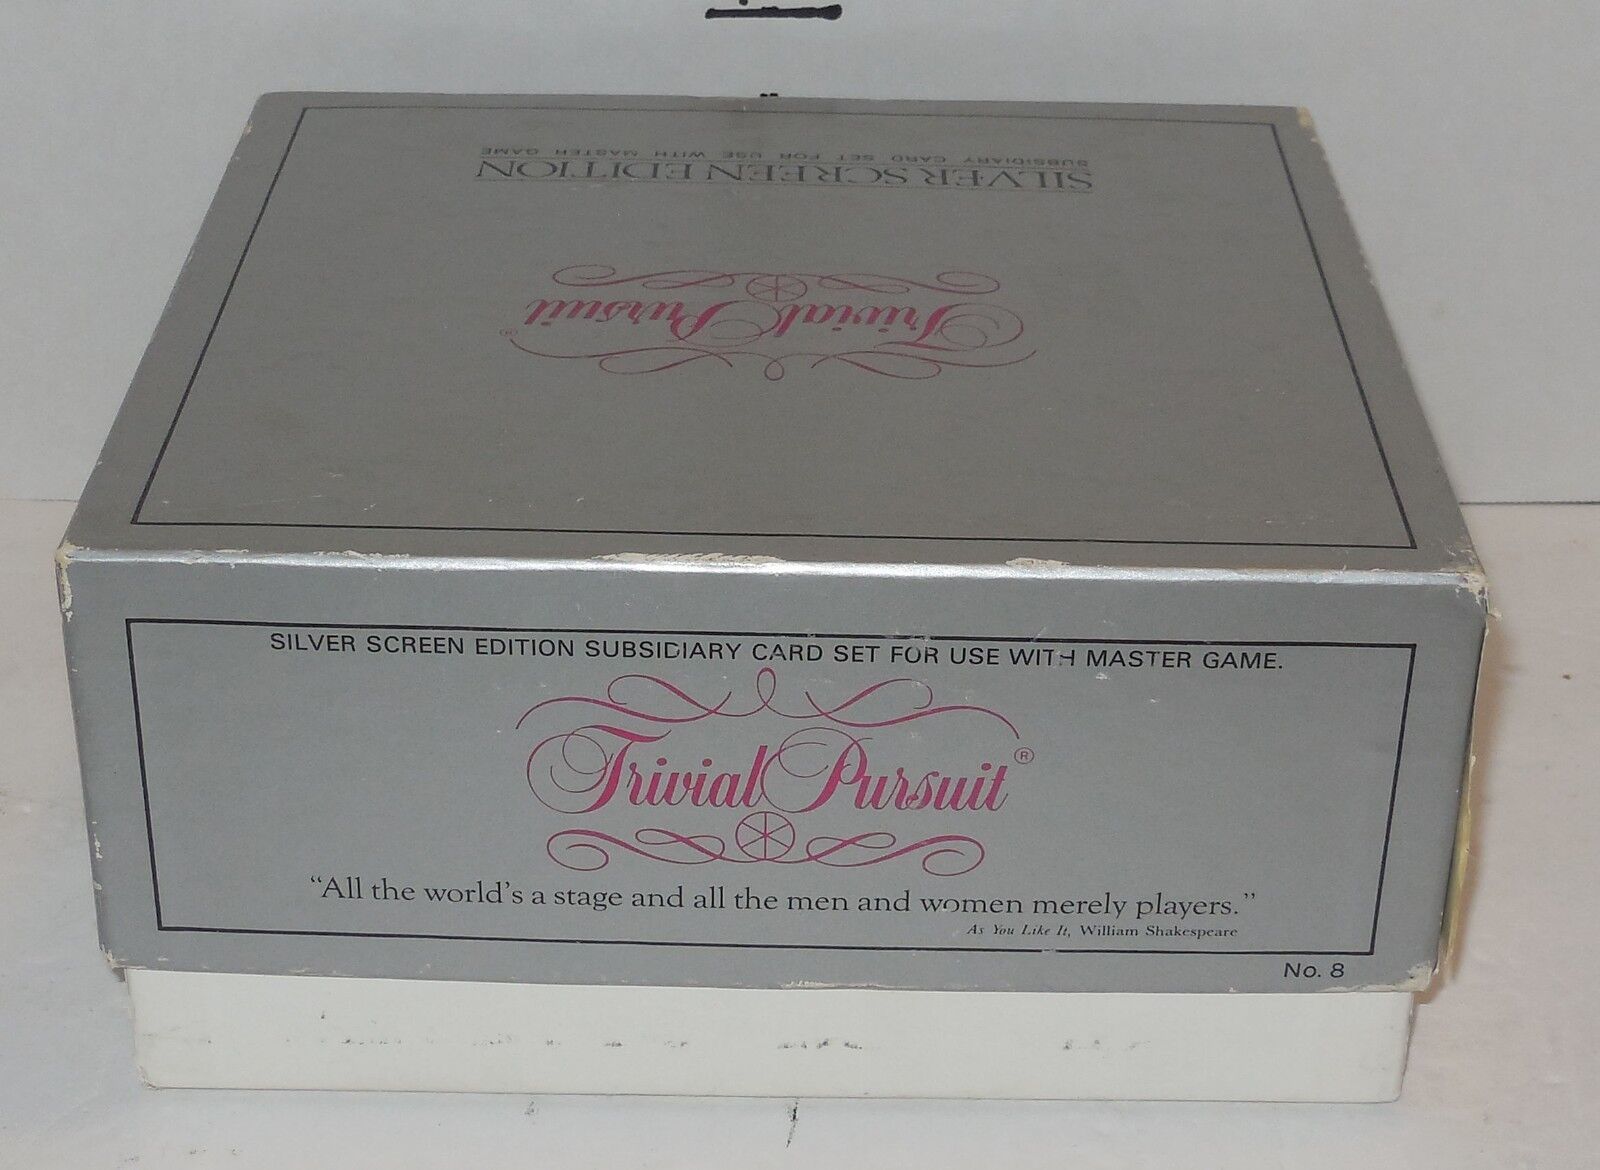 SILVER SCREEN EDITION
SUBSIDIARY CARD SET FOR USE WITH MASTER GAME
Trivial Pursuit®
SILVER SCREEN EDITION SUBSIDIARY CARD SET FOR USE WITH MASTER GAME.
Trivial Pursuit®
“All the world’s a stage and all the men and women merely players.”
As You Like It, William Shakespeare
No. 8